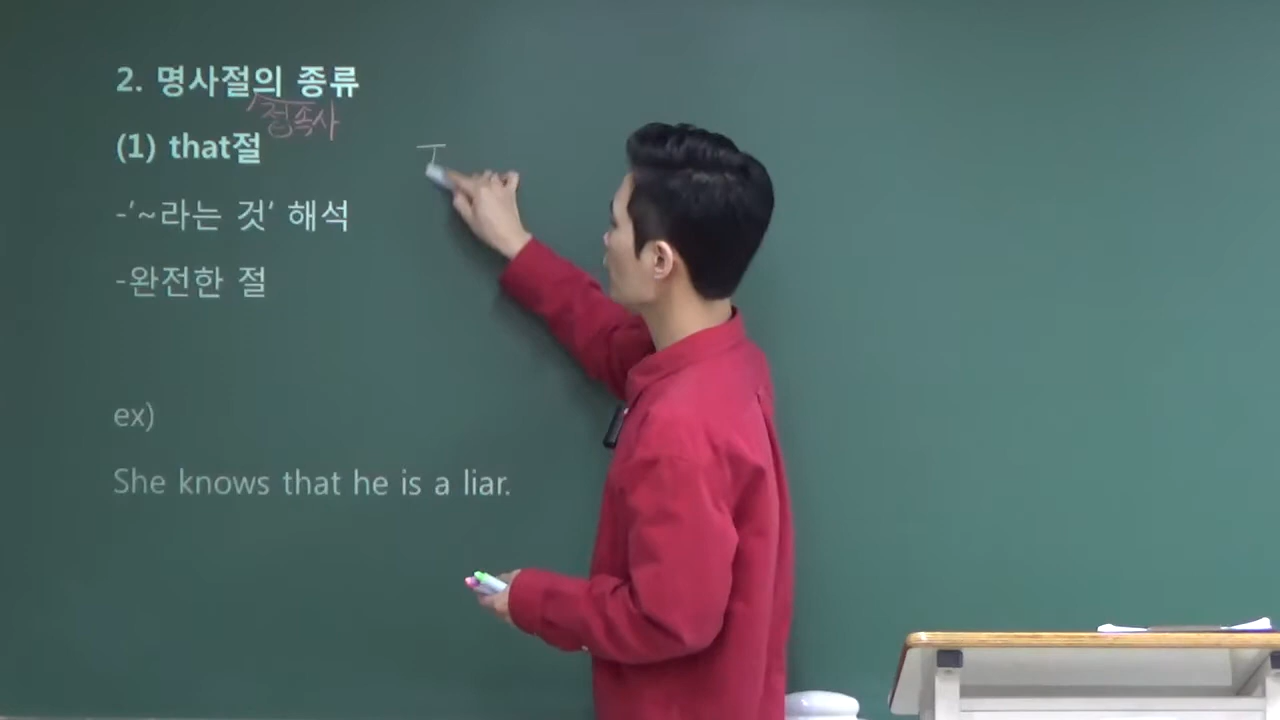 2. 명사절의 종류
접속사
(1) that절
-'~라는 것' 해석
-완전한 절
ex)
She knows that he is a liar.